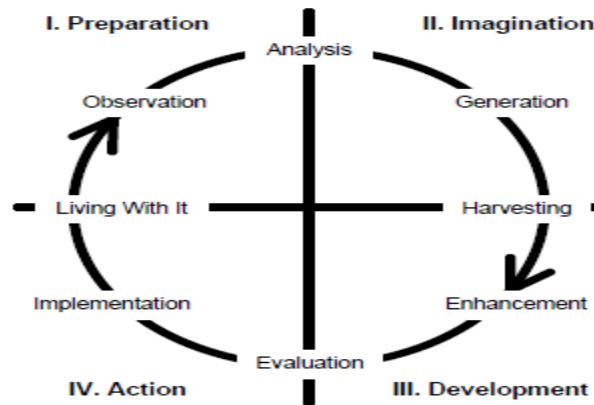 I. Preparation
II. Imagination
Analysis
Observation
Generation
Living With It
Harvesting
Implementation
Enhancement
Evaluation
IV. Action
III. Development